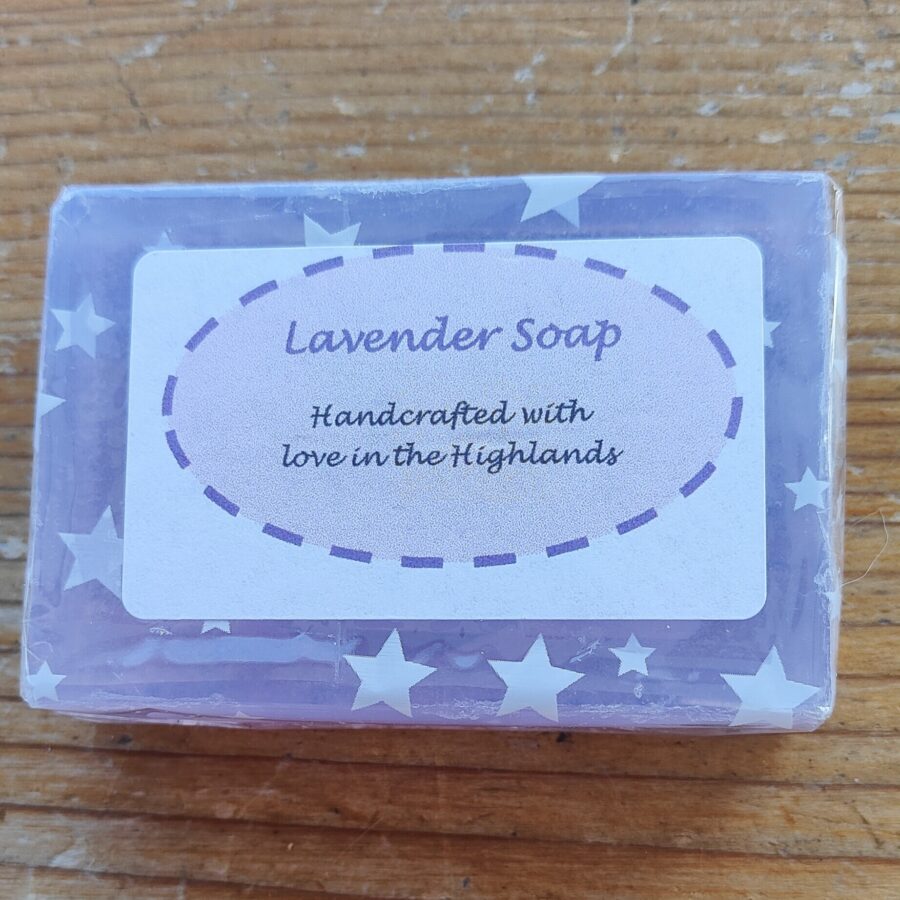 Lavender Soap
Handcrafted with
love in the Highlands